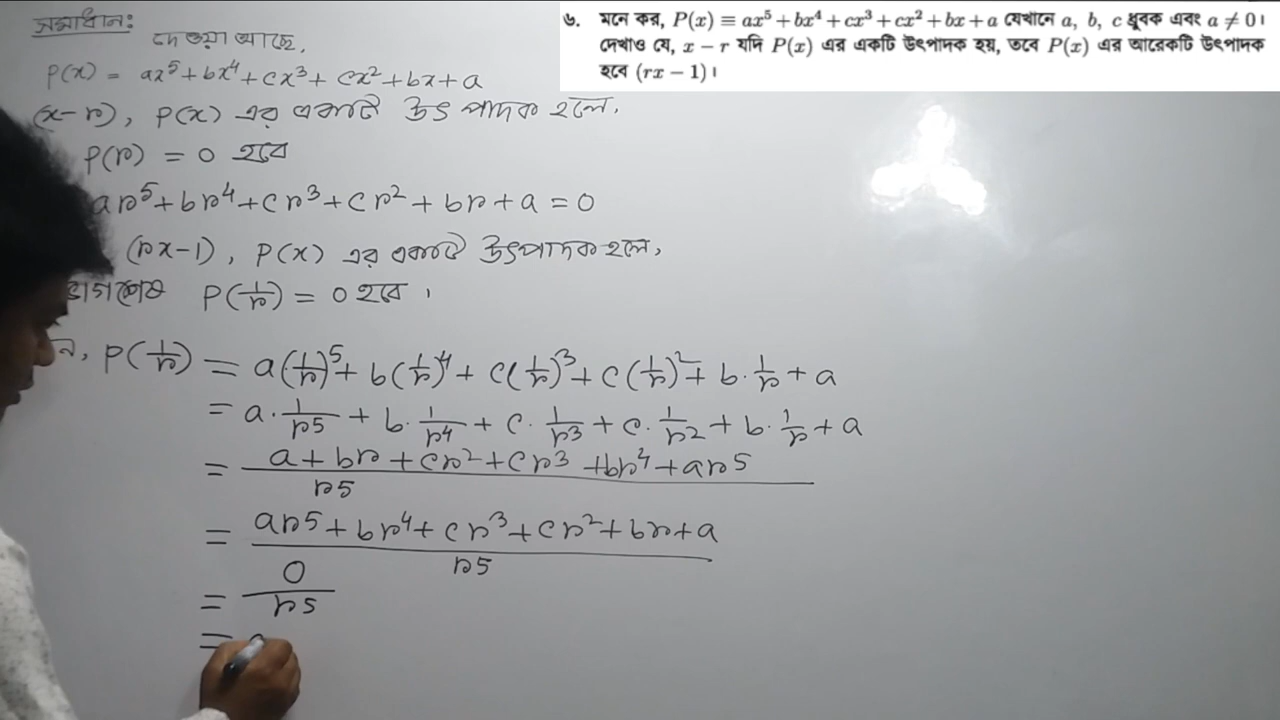 ৬. মনে কর, P(x) ≡ ax⁵ + bx⁴ + cx³ + cx² + bx + a যেখানে a, b, c ধ্রুবক এবং a ≠ 0।
দেখাও যে, x − r যদি P(x) এর একটি উৎপাদক হয়, তবে P(x) এর আরেকটি উৎপাদক
হবে (rx − 1)।
সমাধান:
দেওয়া আছে,
P(x) = ax⁵ + bx⁴ + cx³ + cx² + bx + a
(x − r), P(x) এর একটি উৎপাদক হলে,
P(r) = 0 হবে
ar⁵ + br⁴ + cr³ + cr² + br + a = 0
(rx − 1), P(x) এর একটি উৎপাদক হলে,
ভাগশেষ P(1/r) = 0 হবে।
P(1/r) = a(1/r)⁵ + b(1/r)⁴ + c(1/r)³ + c(1/r)² + b·1/r + a
= a·1/r⁵ + b·1/r⁴ + c·1/r³ + c·1/r² + b·1/r + a
= (a + br + cr² + cr³ + br⁴ + ar⁵)/r⁵
= (ar⁵ + br⁴ + cr³ + cr² + br + a)/r⁵
= 0/r⁵
=